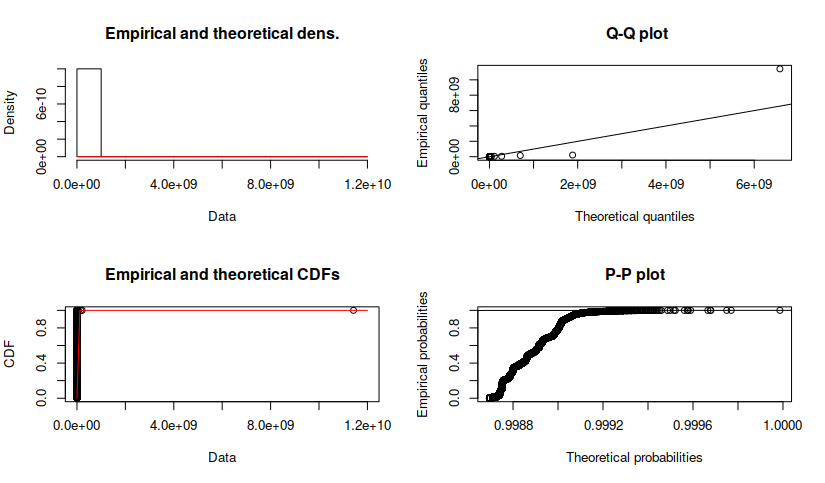 Empirical and theoretical dens.
Density
0e+00
6e-10
0.0e+00
4.0e+09
8.0e+09
1.2e+10
Data
Q-Q plot
Empirical quantiles
0e+00
8e+09
0e+00
2e+09
4e+09
6e+09
Theoretical quantiles
Empirical and theoretical CDFs
CDF
0.0
0.4
0.8
0.0e+00
4.0e+09
8.0e+09
1.2e+10
Data
P-P plot
Empirical probabilities
0.0
0.4
0.8
0.9988
0.9992
0.9996
1.0000
Theoretical probabilities